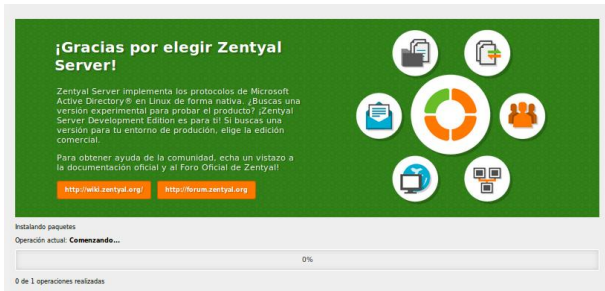 ¡Gracias por elegir Zentyal
Server!
Zentyal Server implementa los protocolos de Microsoft
Active Directory® en Linux de forma nativa. ¿Buscas una
versión experimental para probar el producto? ¡Zentyal
Server Development Edition es para ti! Si buscas una
versión para tu entorno de produción, elige la edición
comercial.
Para obtener ayuda de la comunidad, echa un vistazo a
la documentación oficial y al Foro Oficial de Zentyal!
http://wiki.zentyal.org/ http://forum.zentyal.org
Instalando paquetes
Operación actual: Comenzando...
0%
0 de 1 operaciones realizadas